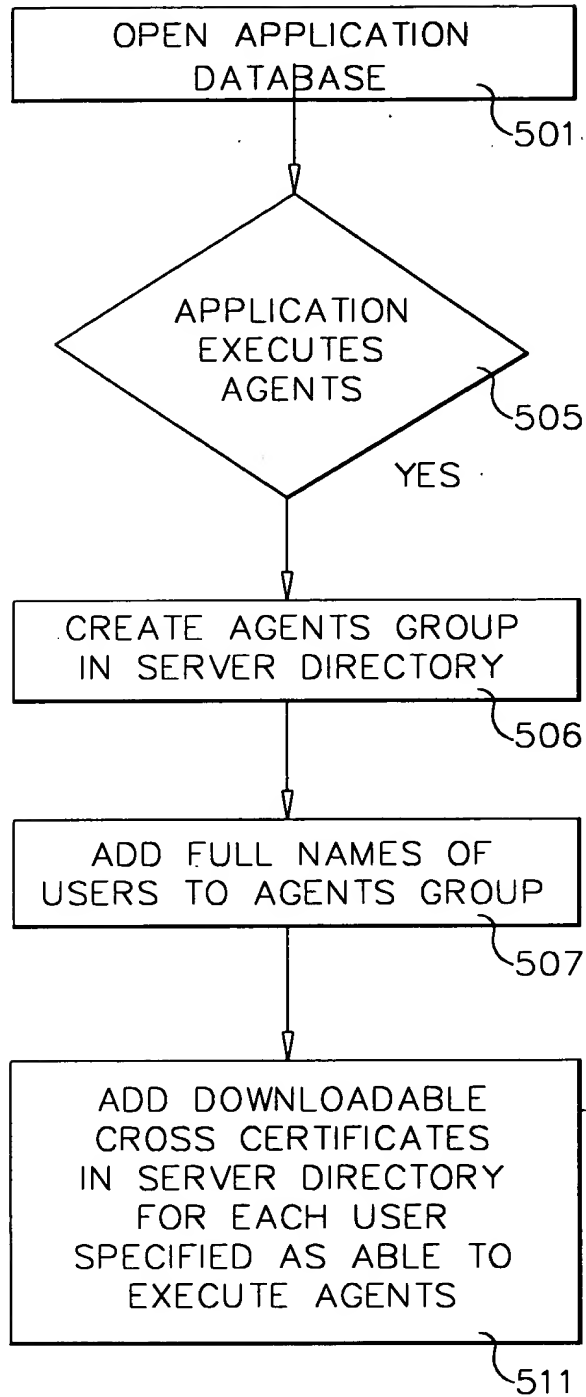 OPEN APPLICATION
DATABASE
501
APPLICATION
EXECUTES
AGENTS
505
YES
CREATE AGENTS GROUP
IN SERVER DIRECTORY
506
ADD FULL NAMES OF
USERS TO AGENTS GROUP
507
ADD DOWNLOADABLE
CROSS CERTIFICATES
IN SERVER DIRECTORY
FOR EACH USER
SPECIFIED AS ABLE TO
EXECUTE AGENTS
511